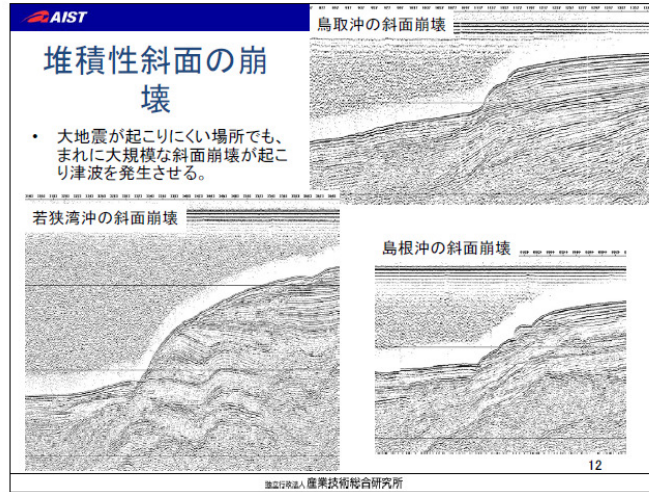 AIST
堆積性斜面の崩
壊
• 大地震が起こりにくい場所でも、
まれに大規模な斜面崩壊が起こ
り津波を発生させる。
鳥取沖の斜面崩壊
若狭湾沖の斜面崩壊
島根沖の斜面崩壊
12
独立行政法人 産業技術総合研究所